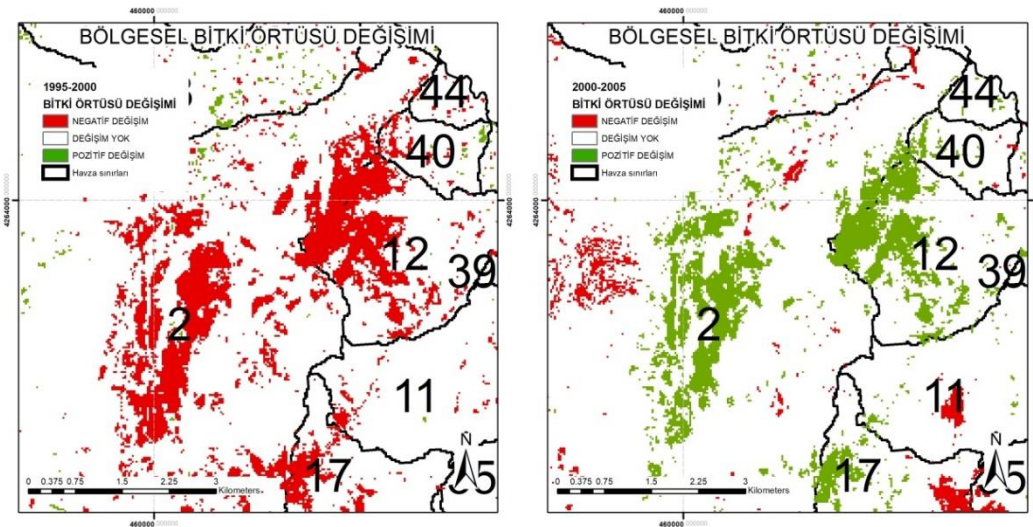 460000.000000
BÖLGESEL BİTKİ ÖRTÜSÜ DEĞİŞİMİ
1995-2000
BİTKİ ÖRTÜSÜ DEĞİŞİMİ
NEGATİF DEĞİŞİM
DEĞİŞİM YOK
POZİTİF DEĞİŞİM
Havza sınırları
44
40
4264000
12
39
2
11
17
N
0 0.375 0.75 1.5 2.25 3
Kilometers
460000.000000
460000.000000
BÖLGESEL BİTKİ ÖRTÜSÜ DEĞİŞİMİ
2000-2005
BİTKİ ÖRTÜSÜ DEĞİŞİMİ
NEGATİF DEĞİŞİM
DEĞİŞİM YOK
POZİTİF DEĞİŞİM
Havza sınırları
44
40
4264000.000000
12
39
2
11
17
N
0 0.375 0.75 1.5 2.25 3
Kilometers
460000.000000